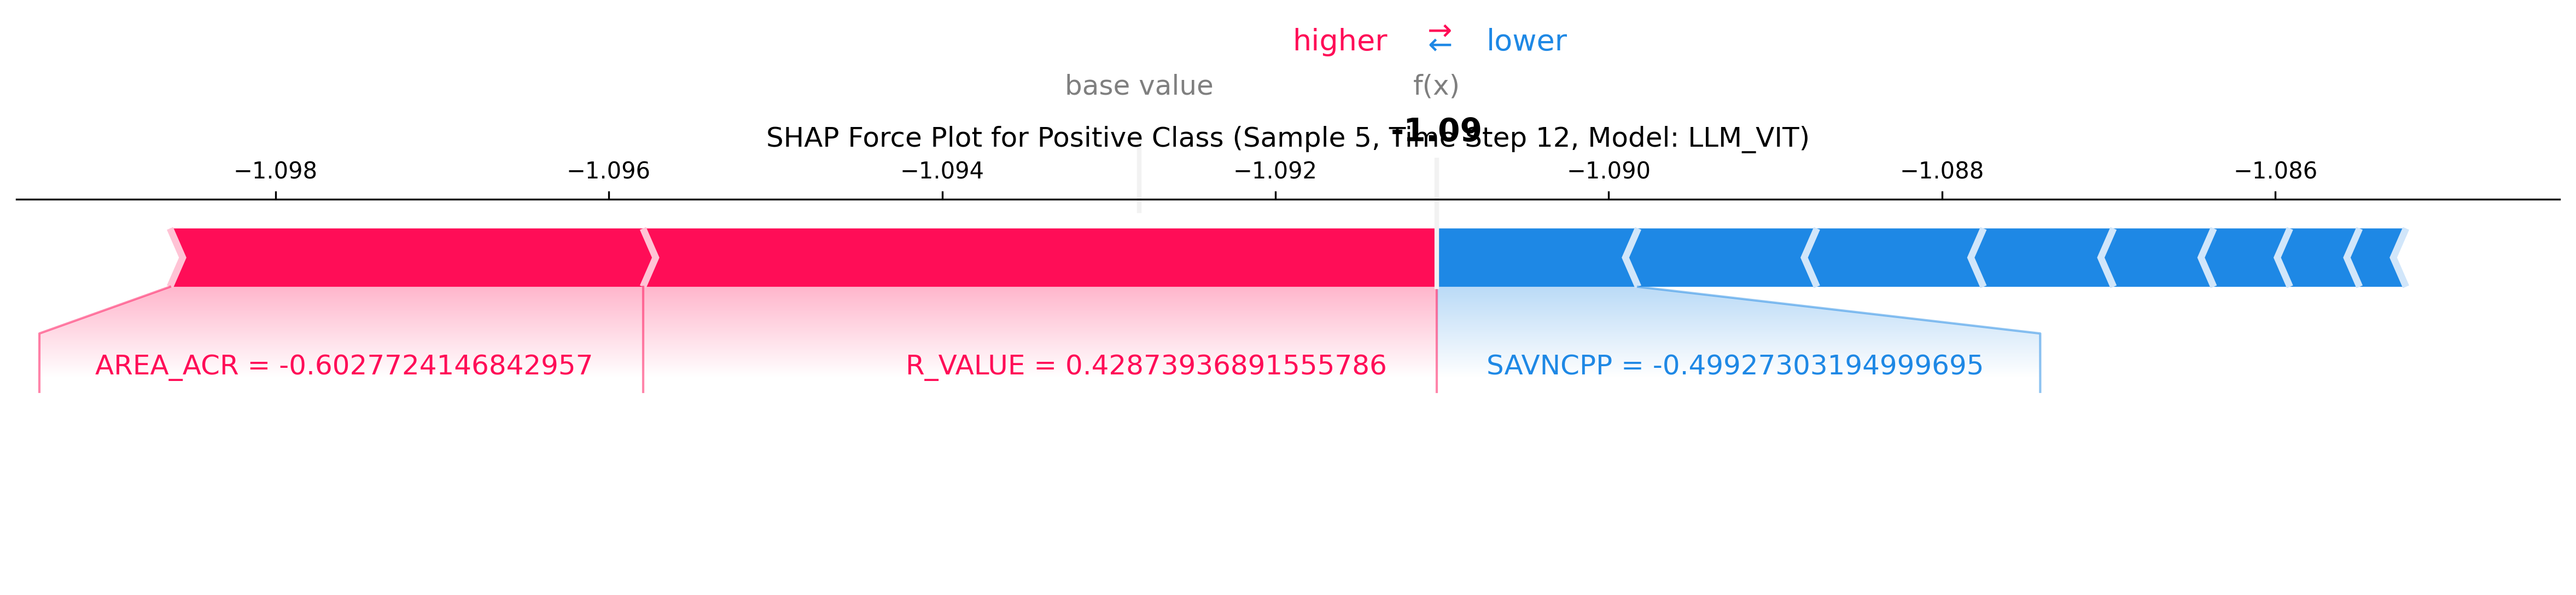 higher ⇄ lower
base value f(x)
-1.09
SHAP Force Plot for Positive Class (Sample 5, Time Step 12, Model: LLM_VIT)
−1.098 −1.096 −1.094 −1.092 −1.090 −1.088 −1.086
AREA_ACR = -0.6027724146842957 R_VALUE = 0.42873936891555786 SAVNCPP = -0.49927303194999695